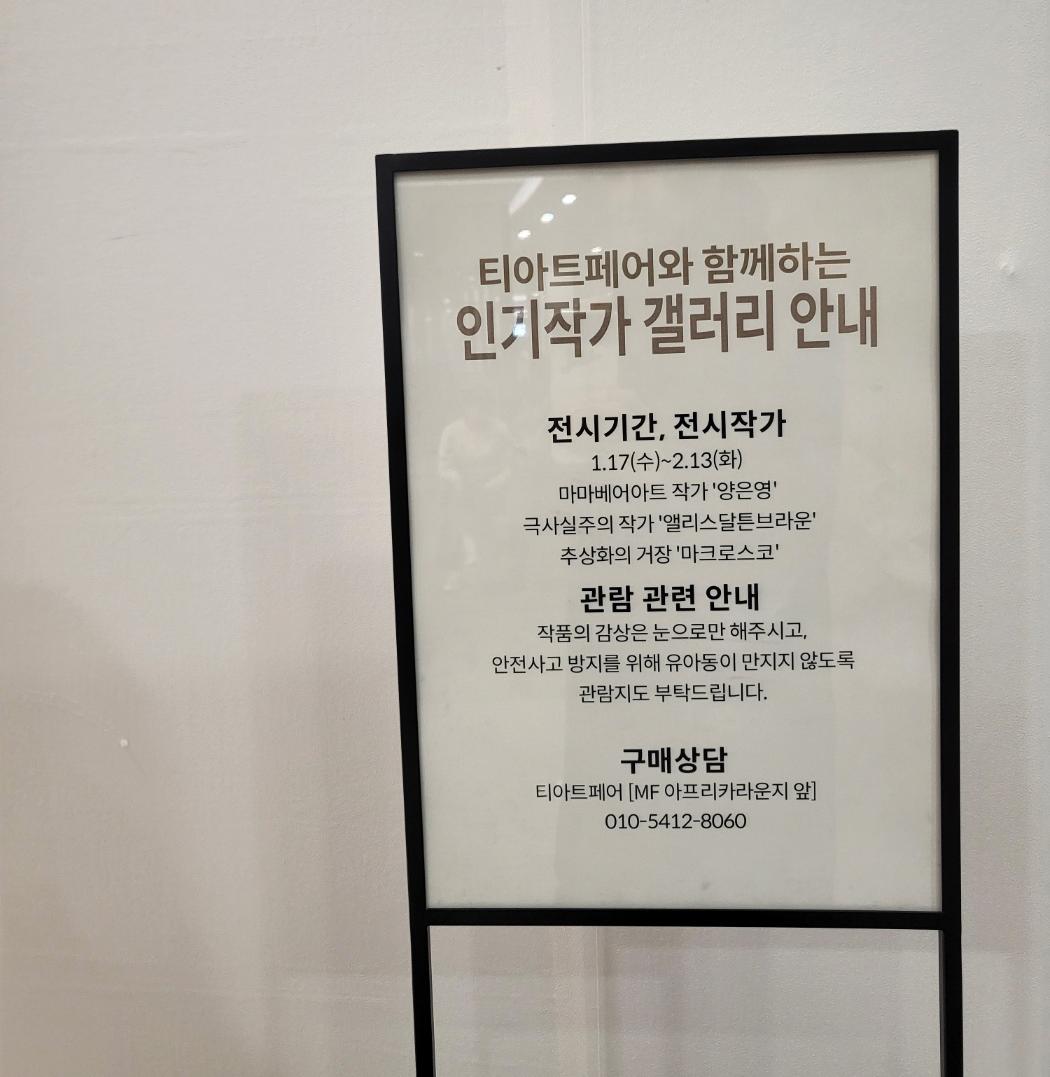 티아트페어와 함께하는
인기작가 갤러리 안내
전시기간, 전시작가
1.17(수)~2.13(화)
마마베어아트 작가 '양은영'
극사실주의 작가 '앨리스달튼브라운'
추상화의 거장 '마크로스코'
관람 관련 안내
작품의 감상은 눈으로만 해주시고,
안전사고 방지를 위해 유아동이 만지지 않도록
관람지도 부탁드립니다.
구매상담
티아트페어 [MF 아프리카라운지 앞]
010-5412-8060